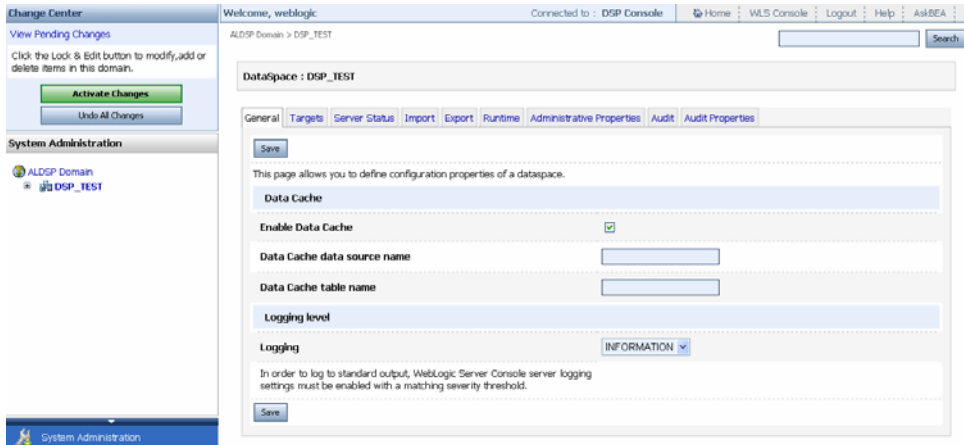 Change Center
View Pending Changes
Click the Lock & Edit button to modify,add or
delete items in this domain.
Activate Changes
Undo All Changes
System Administration
ALDSP Domain
DSP_TEST
System Administration
Welcome, weblogic
Connected to : DSP Console
Home
WLS Console
Logout
Help
AskBEA
ALDSP Domain > DSP_TEST
Search
DataSpace : DSP_TEST
General Targets Server Status Import Export Runtime Administrative Properties Audit Audit Properties
Save
This page allows you to define configuration properties of a dataspace.
Data Cache
Enable Data Cache
Data Cache data source name
Data Cache table name
Logging level
Logging INFORMATION
In order to log to standard output, WebLogic Server Console server logging
settings must be enabled with a matching severity threshold.
Save